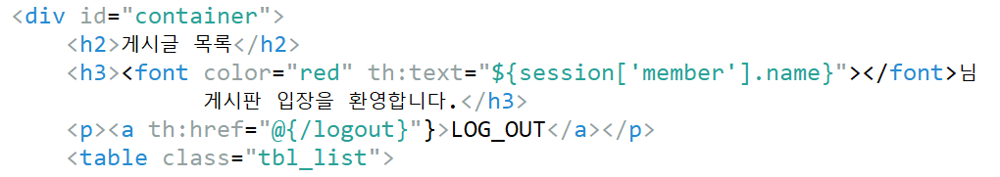 <div id="container">
<h2>게시글 목록</h2>
<h3><font color="red" th:text="${session['member'].name}"></font>님
게시판 입장을 환영합니다.</h3>
<p><a th:href="@{/logout}"}>LOG_OUT</a></p>
<table class="tbl_list">